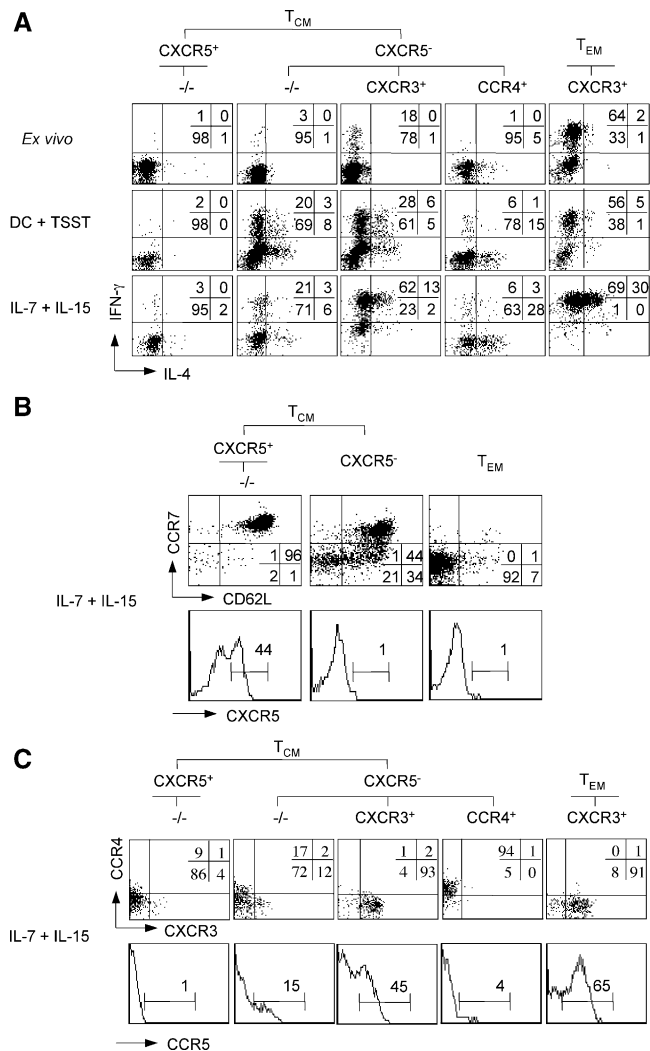 A
T_CM
T_EM
CXCR5⁺
CXCR5⁻
-/-
-/-
CXCR3⁺
CCR4⁺
CXCR3⁺
Ex vivo
1 0
98 1
3 0
95 1
18 0
78 1
1 0
95 5
64 2
33 1
DC + TSST
2 0
98 0
20 3
69 8
28 6
61 5
6 1
78 15
56 5
38 1
IL-7 + IL-15
3 0
95 2
21 3
71 6
62 13
23 2
6 3
63 28
69 30
1 0
IFN-γ
IL-4
B
T_CM
CXCR5⁺
CXCR5⁻
T_EM
-/-
CCR7
1 96
2 1
1 44
21 34
0 1
92 7
CD62L
IL-7 + IL-15
44
1
1
CXCR5
C
T_CM
CXCR5⁺
CXCR5⁻
T_EM
-/-
-/-
CXCR3⁺
CCR4⁺
CXCR3⁺
CCR4
9 1
86 4
17 2
72 12
1 2
4 93
94 1
5 0
0 1
8 91
CXCR3
IL-7 + IL-15
1
15
45
4
65
CCR5